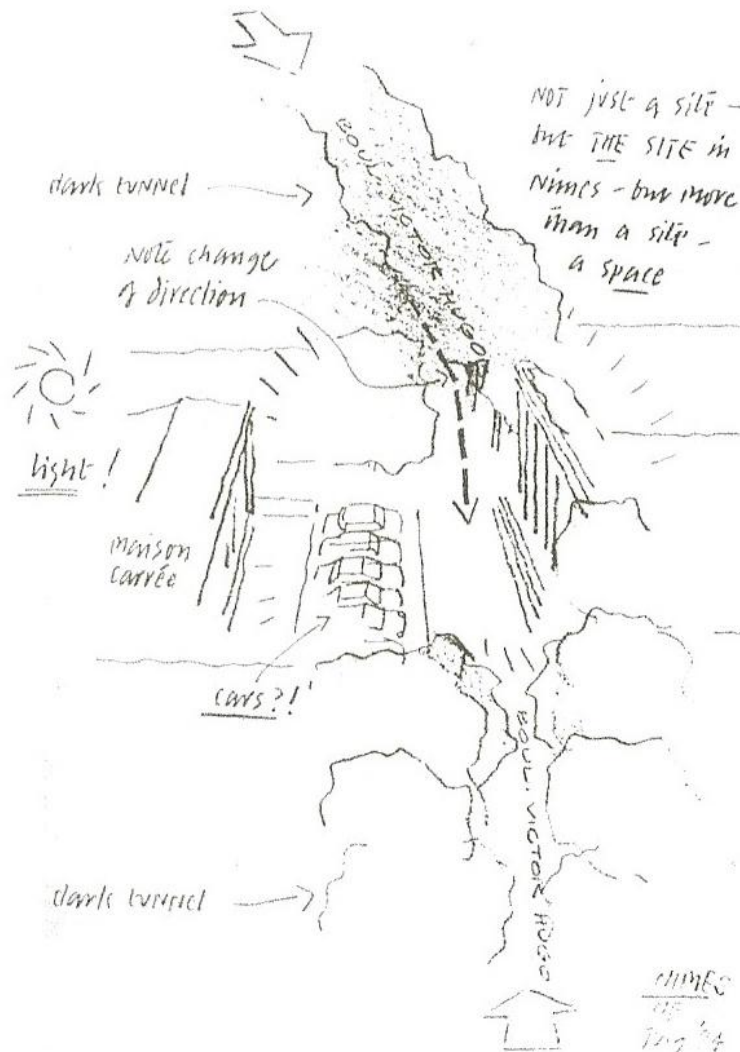 NOT just a site –
but THE SITE in
Nimes – but more
than a site –
a space
BOUL. VICTOR HUGO
dark tunnel
Note change
of direction
light!
Maison
Carrée
cars?!
BOUL. VICTOR HUGO
dark tunnel
NIMES
NF